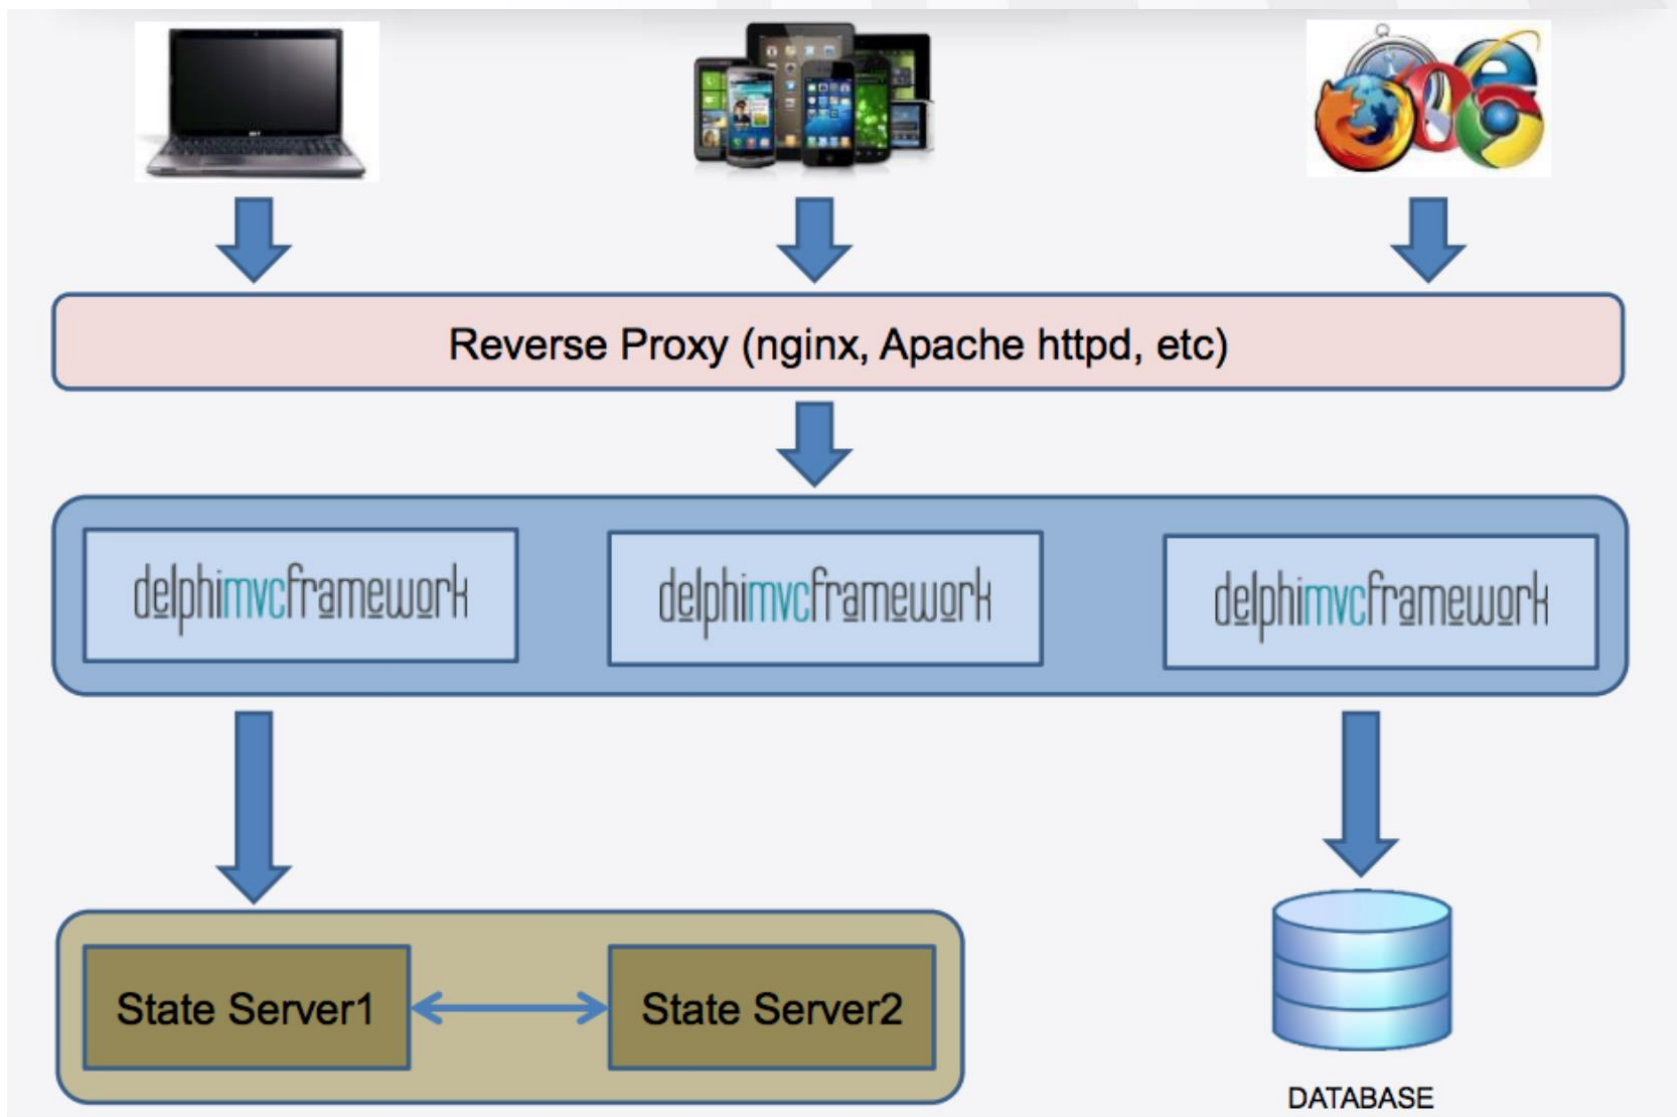 Reverse Proxy (nginx, Apache httpd, etc)
delphimvcframework
delphimvcframework
delphimvcframework
State Server1
State Server2
DATABASE